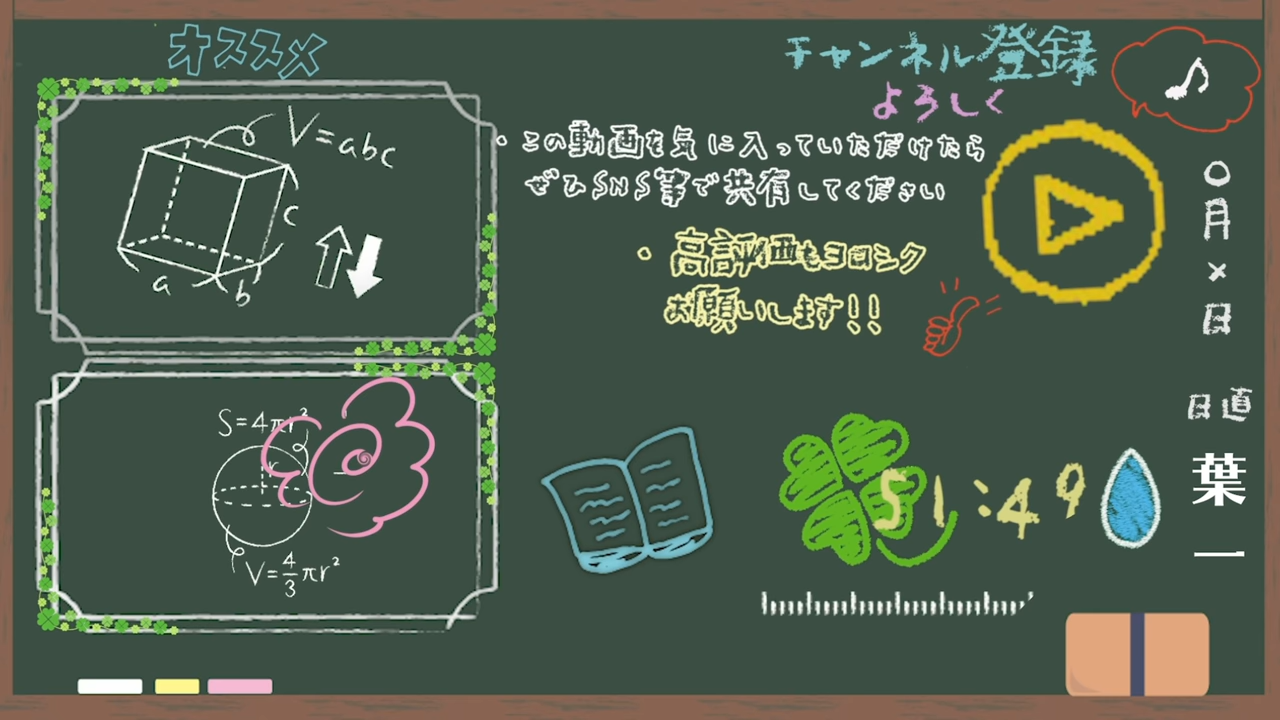 オススメ
V=abc
c
a
b
S=4πr²
r
V=4/3πr²
チャンネル登録
よろしく
・この動画を気に入っていただけたら
ぜひSNS等で共有してください
・高評価もヨロシク
お願いします!!
51:49
〇月×日
日直
葉一